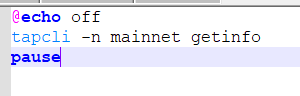 @echo off
tapcli -n mainnet getinfo
pause